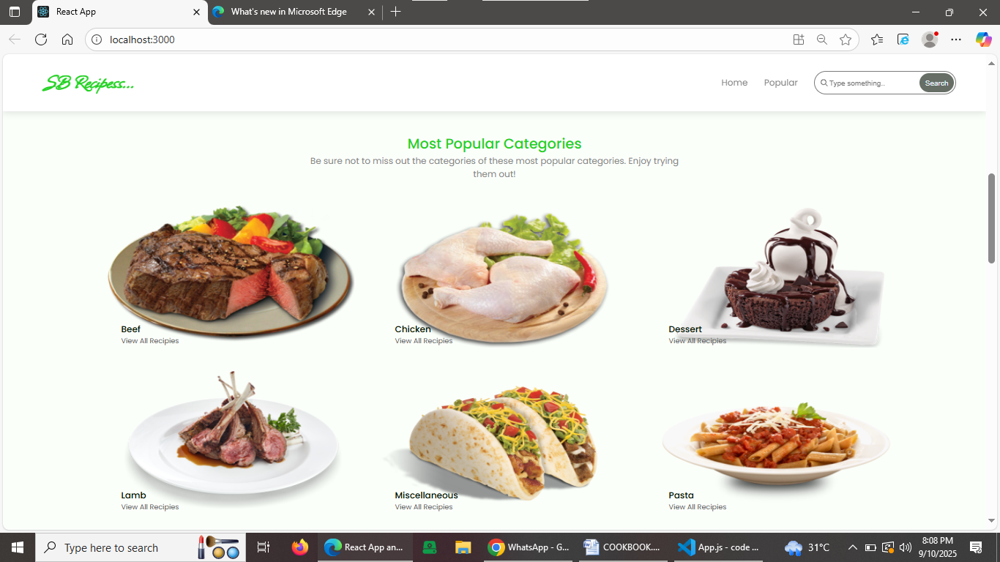 React App
What's new in Microsoft Edge
localhost:3000
SB Recipess...
Home
Popular
Type something..
Search
Most Popular Categories
Be sure not to miss out the categories of these most popular categories. Enjoy trying
them out!
Beef
View All Recipies
Chicken
View All Recipies
Dessert
View All Recipies
Lamb
View All Recipies
Miscellaneous
View All Recipies
Pasta
View All Recipies
Type here to search
React App an...
WhatsApp - G...
COOKBOOK....
App.js - code ...
31°C
8:08 PM
9/10/2025